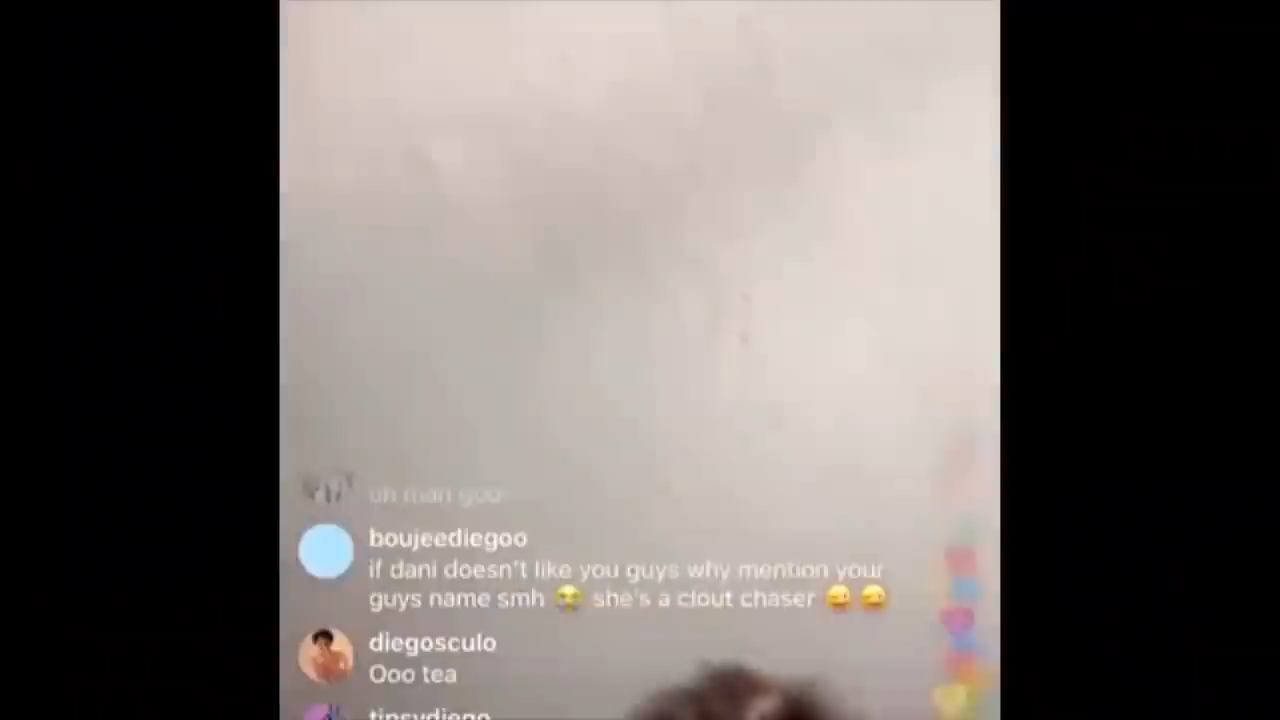 boujeediegoo
if dani doesn't like you guys why mention your
guys name smh 😂 she's a clout chaser 🤪 🤪
diegosculo
Ooo tea
tipsydiego